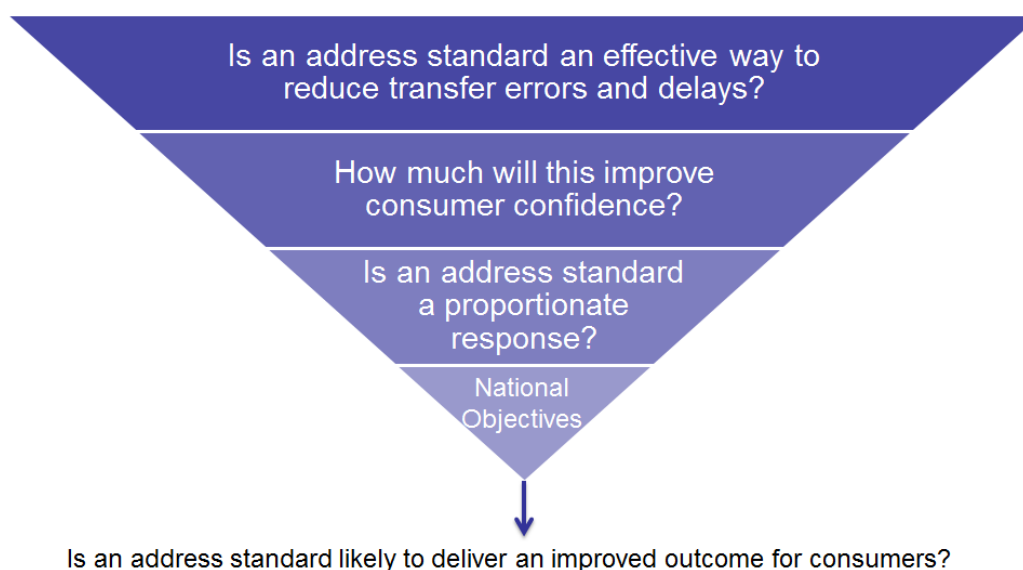 Is an address standard an effective way to
reduce transfer errors and delays?
How much will this improve
consumer confidence?
Is an address standard
a proportionate
response?
National
Objectives
Is an address standard likely to deliver an improved outcome for consumers?